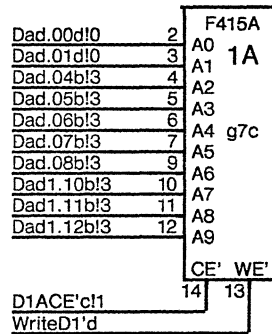 F415A
Dad.00d!0 2 A0 1A
Dad.01d!0 3 A1
Dad.04b!3 4 A2
Dad.05b!3 5 A3
Dad.06b!3 6 A4 g7c
Dad.07b!3 7 A5
Dad.08b!3 9 A6
Dad1.10b!3 10 A7
Dad1.11b!3 11 A8
Dad1.12b!3 12 A9
CE' WE'
14 13
D1ACE'c!1
WriteD1'd